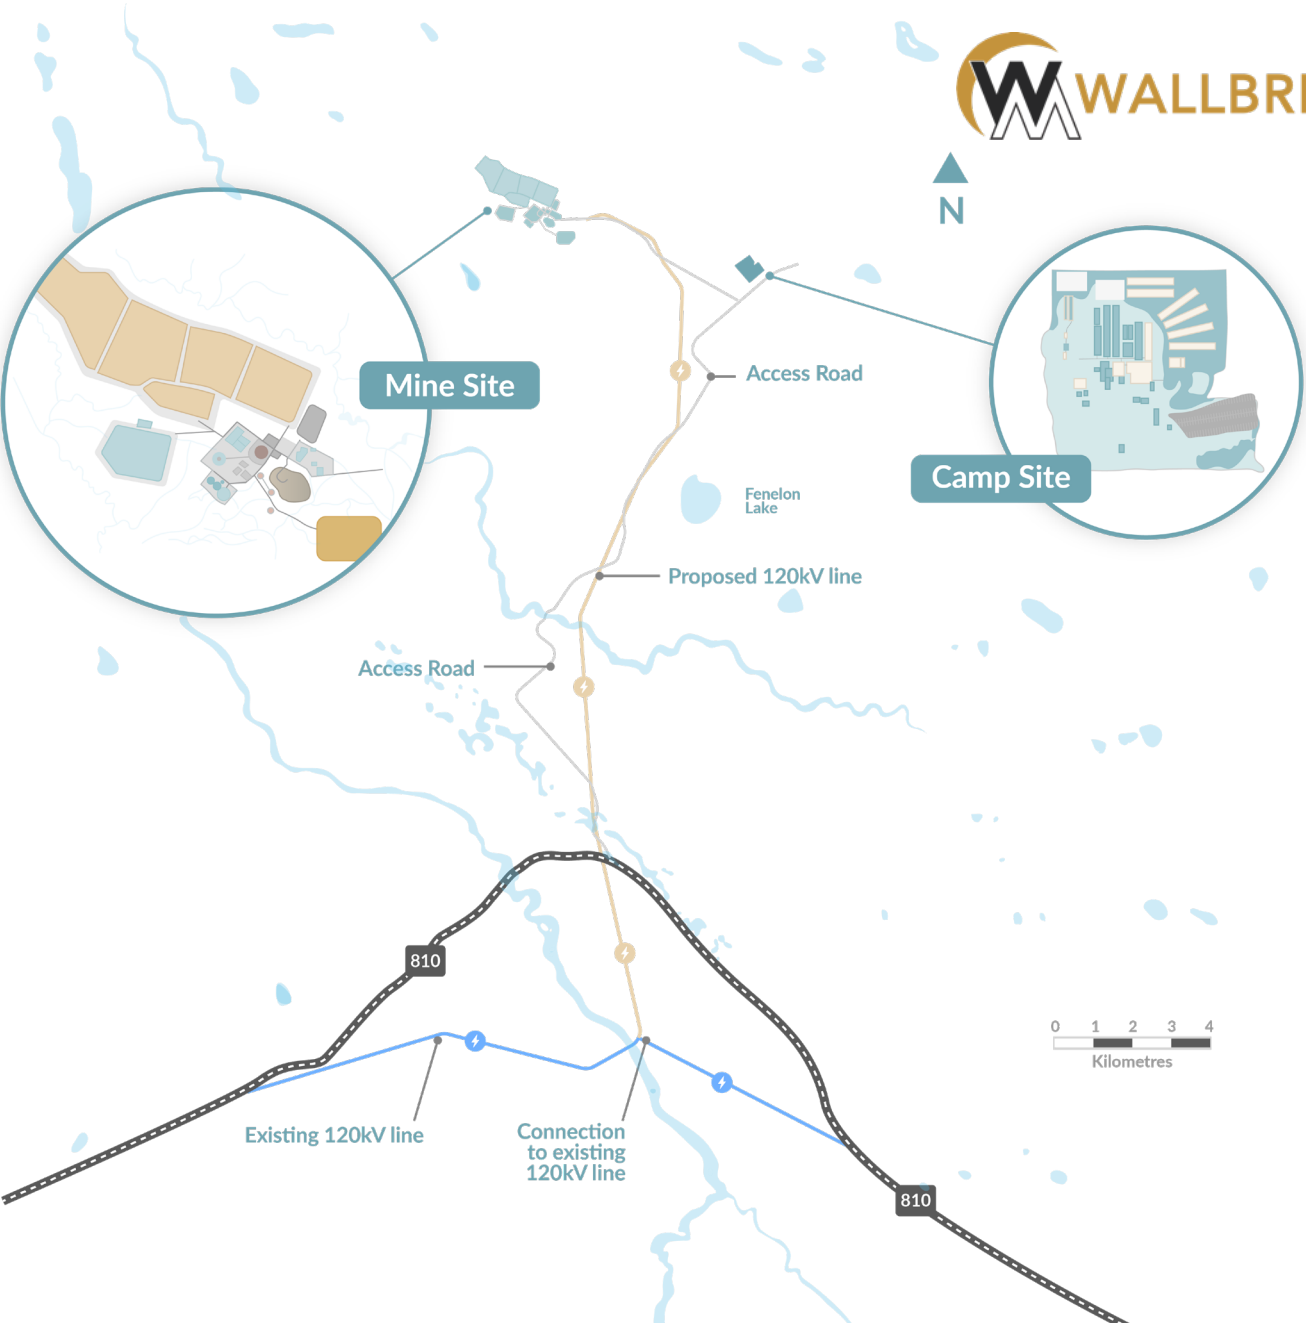 WALLBRI
N
Mine Site
Access Road
Camp Site
Fenelon
Lake
Proposed 120kV line
Access Road
810
0 1 2 3 4
Kilometres
Existing 120kV line
Connection
to existing
120kV line
810